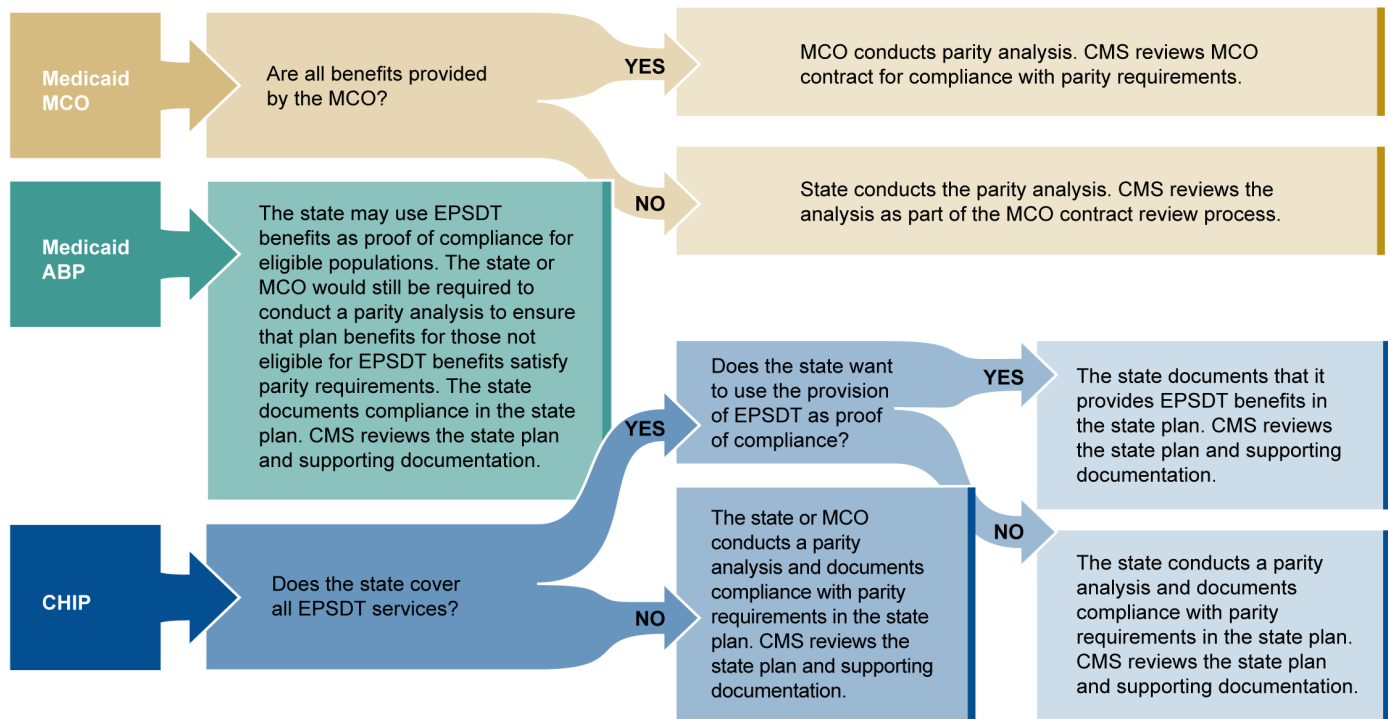 Medicaid
MCO
Are all benefits provided
by the MCO?
YES
MCO conducts parity analysis. CMS reviews MCO
contract for compliance with parity requirements.
NO
State conducts the parity analysis. CMS reviews the
analysis as part of the MCO contract review process.
Medicaid
ABP
The state may use EPSDT
benefits as proof of compliance for
eligible populations. The state or
MCO would still be required to
conduct a parity analysis to ensure
that plan benefits for those not
eligible for EPSDT benefits satisfy
parity requirements. The state
documents compliance in the state
plan. CMS reviews the state plan
and supporting documentation.
CHIP
Does the state cover
all EPSDT services?
YES
Does the state want
to use the provision
of EPSDT as proof
of compliance?
YES
The state documents that it
provides EPSDT benefits in
the state plan. CMS reviews
the state plan and supporting
documentation.
NO
The state conducts a parity
analysis and documents
compliance with parity
requirements in the state plan.
CMS reviews the state plan
and supporting documentation.
NO
The state or MCO
conducts a parity
analysis and documents
compliance with parity
requirements in the state
plan. CMS reviews the
state plan and supporting
documentation.